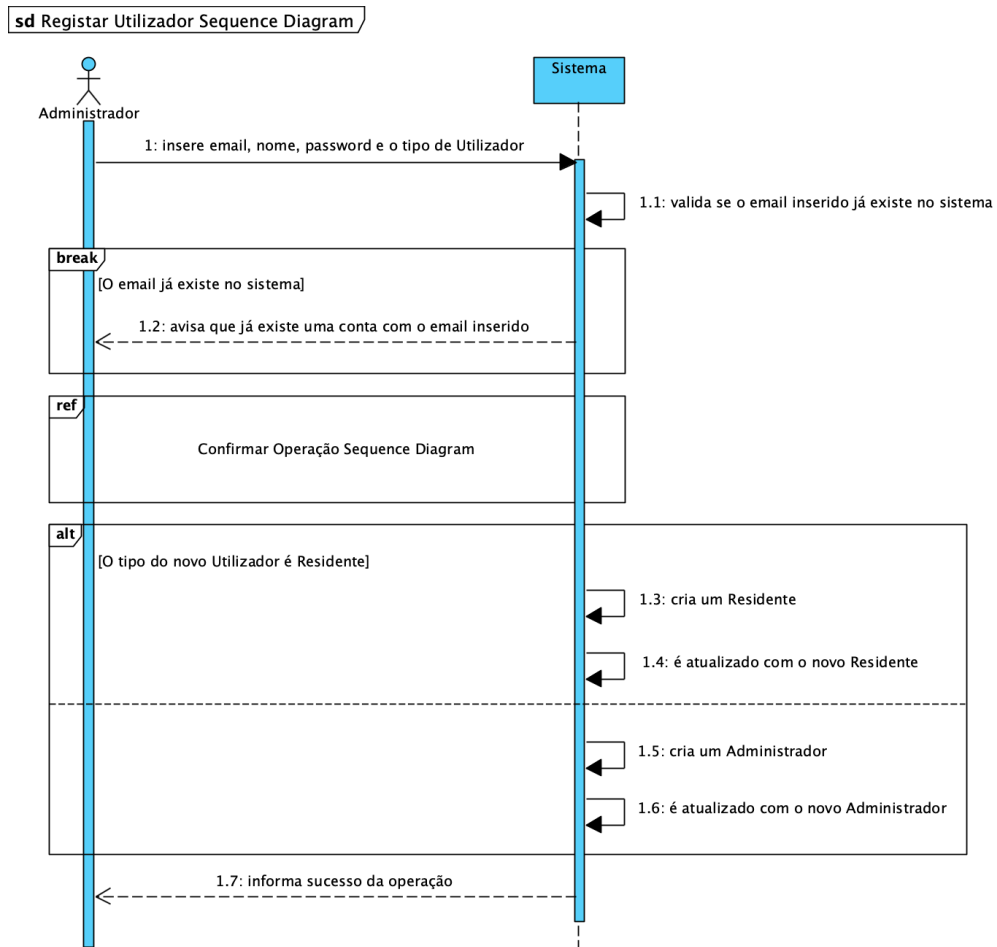 sd Registar Utilizador Sequence Diagram
Sistema
Administrador
1: insere email, nome, password e o tipo de Utilizador
1.1: valida se o email inserido já existe no sistema
break
[O email já existe no sistema]
1.2: avisa que já existe uma conta com o email inserido
ref
Confirmar Operação Sequence Diagram
alt
[O tipo do novo Utilizador é Residente]
1.3: cria um Residente
1.4: é atualizado com o novo Residente
1.5: cria um Administrador
1.6: é atualizado com o novo Administrador
1.7: informa sucesso da operação